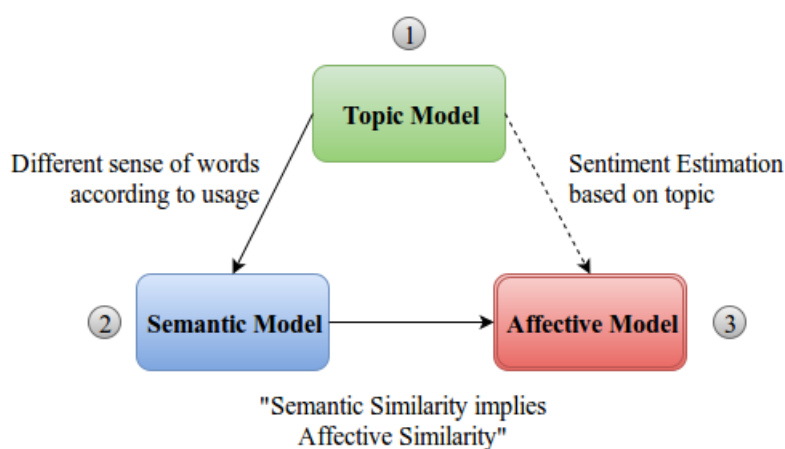 1
Topic Model
Different sense of words
according to usage
Sentiment Estimation
based on topic
2
Semantic Model
Affective Model
3
"Semantic Similarity implies
Affective Similarity"